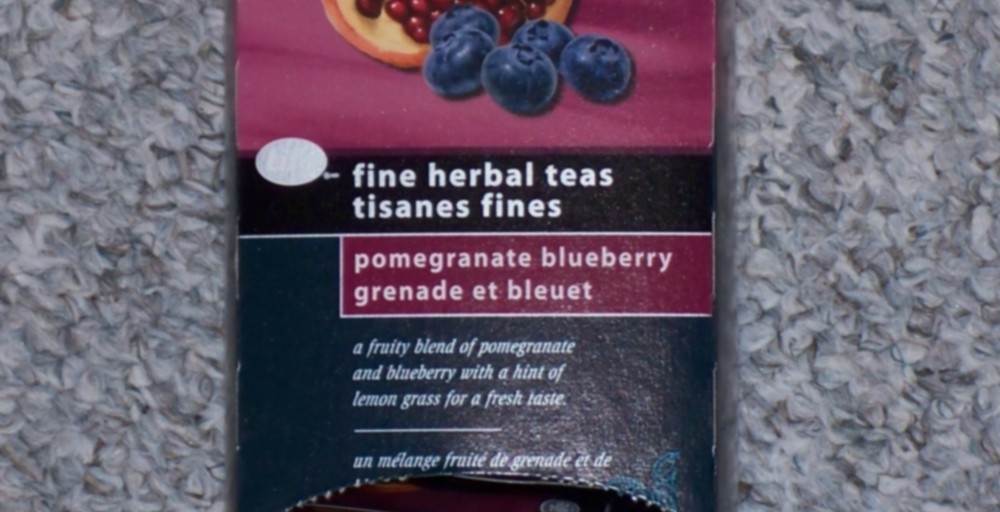 fine herbal teas
tisanes fines
pomegranate blueberry
grenade et bleuet
a fruity blend of pomegranate
and blueberry with a hint of
lemon grass for a fresh taste.
un mélange fruité de grenade et de